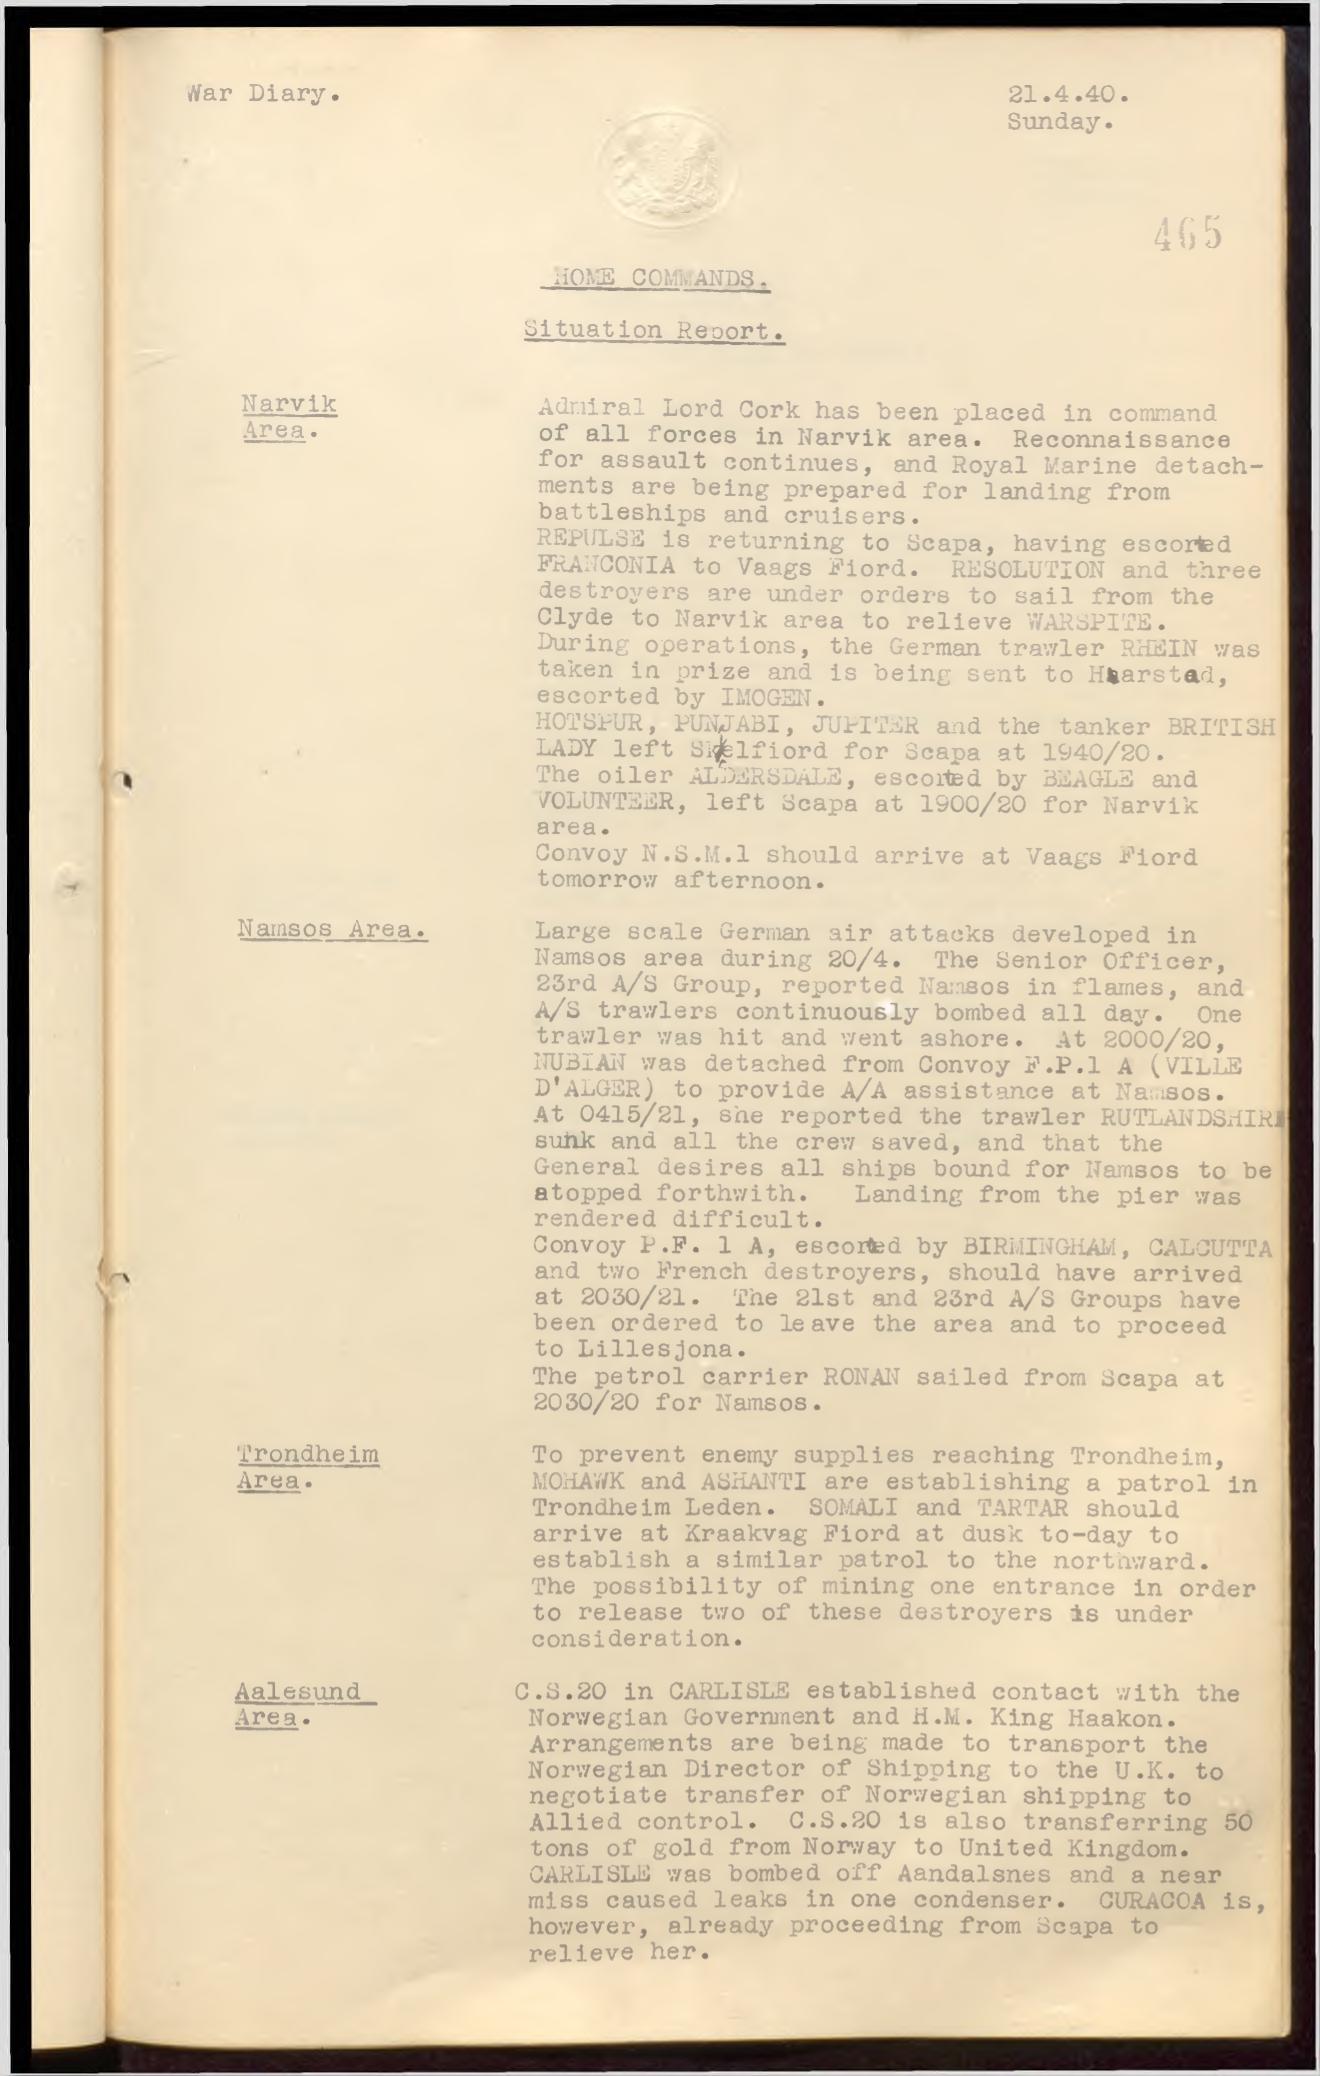 War Diary.
21.4.40.
Sunday.
465
HOME COMMANDS.
Situation Report.
Narvik
Area.
Admiral Lord Cork has been placed in command
of all forces in Narvik area. Reconnaissance
for assault continues, and Royal Marine detach-
ments are being prepared for landing from
battleships and cruisers.
REPULSE is returning to Scapa, having escorted
FRANCONIA to Vaags Fiord. RESOLUTION and three
destroyers are under orders to sail from the
Clyde to Narvik area to relieve WARSPITE.
During operations, the German trawler RHEIN was
taken in prize and is being sent to Haarstad,
escorted by IMOGEN.
HOTSPUR, PUNJABI, JUPITER and the tanker BRITISH
LADY left Skelfiord for Scapa at 1940/20.
The oiler ALDERSDALE, escorted by BEAGLE and
VOLUNTEER, left Scapa at 1900/20 for Narvik
area.
Convoy N.S.M.1 should arrive at Vaags Fiord
tomorrow afternoon.
Namsos Area.
Large scale German air attacks developed in
Namsos area during 20/4. The Senior Officer,
23rd A/S Group, reported Namsos in flames, and
A/S trawlers continuously bombed all day. One
trawler was hit and went ashore. At 2000/20,
NUBIAN was detached from Convoy F.P.1 A (VILLE
D'ALGER) to provide A/A assistance at Namsos.
At 0415/21, she reported the trawler RUTLANDSHIRE
sunk and all the crew saved, and that the
General desires all ships bound for Namsos to be
atopped forthwith. Landing from the pier was
rendered difficult.
Convoy P.F. 1 A, escorted by BIRMINGHAM, CALCUTTA
and two French destroyers, should have arrived
at 2030/21. The 21st and 23rd A/S Groups have
been ordered to leave the area and to proceed
to Lillesjona.
The petrol carrier RONAN sailed from Scapa at
2030/20 for Namsos.
Trondheim
Area.
To prevent enemy supplies reaching Trondheim,
MOHAWK and ASHANTI are establishing a patrol in
Trondheim Leden. SOMALI and TARTAR should
arrive at Kraakvag Fiord at dusk to-day to
establish a similar patrol to the northward.
The possibility of mining one entrance in order
to release two of these destroyers is under
consideration.
Aalesund
Area.
C.S.20 in CARLISLE established contact with the
Norwegian Government and H.M. King Haakon.
Arrangements are being made to transport the
Norwegian Director of Shipping to the U.K. to
negotiate transfer of Norwegian shipping to
Allied control. C.S.20 is also transferring 50
tons of gold from Norway to United Kingdom.
CARLISLE was bombed off Aandalsnes and a near
miss caused leaks in one condenser. CURACOA is,
however, already proceeding from Scapa to
relieve her.